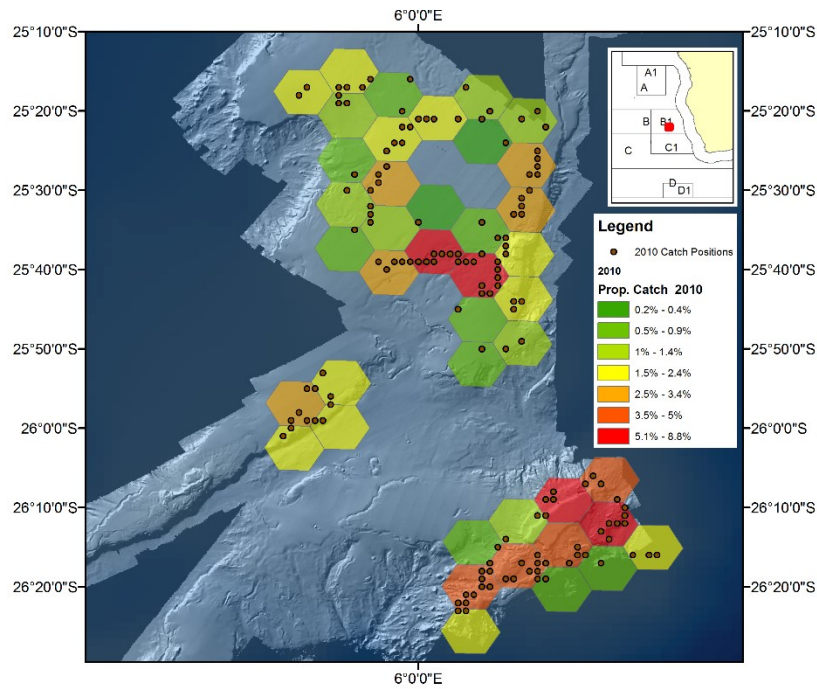 6°0'0"E
25°10'0"S
25°10'0"S
25°20'0"S
25°20'0"S
25°30'0"S
25°30'0"S
25°40'0"S
25°40'0"S
25°50'0"S
25°50'0"S
26°0'0"S
26°0'0"S
26°10'0"S
26°10'0"S
26°20'0"S
26°20'0"S
6°0'0"E
A1
A
B
B1
C
C1
D
D1
Legend
2010 Catch Positions
2010
Prop. Catch 2010
0.2% - 0.4%
0.5% - 0.9%
1% - 1.4%
1.5% - 2.4%
2.5% - 3.4%
3.5% - 5%
5.1% - 8.8%